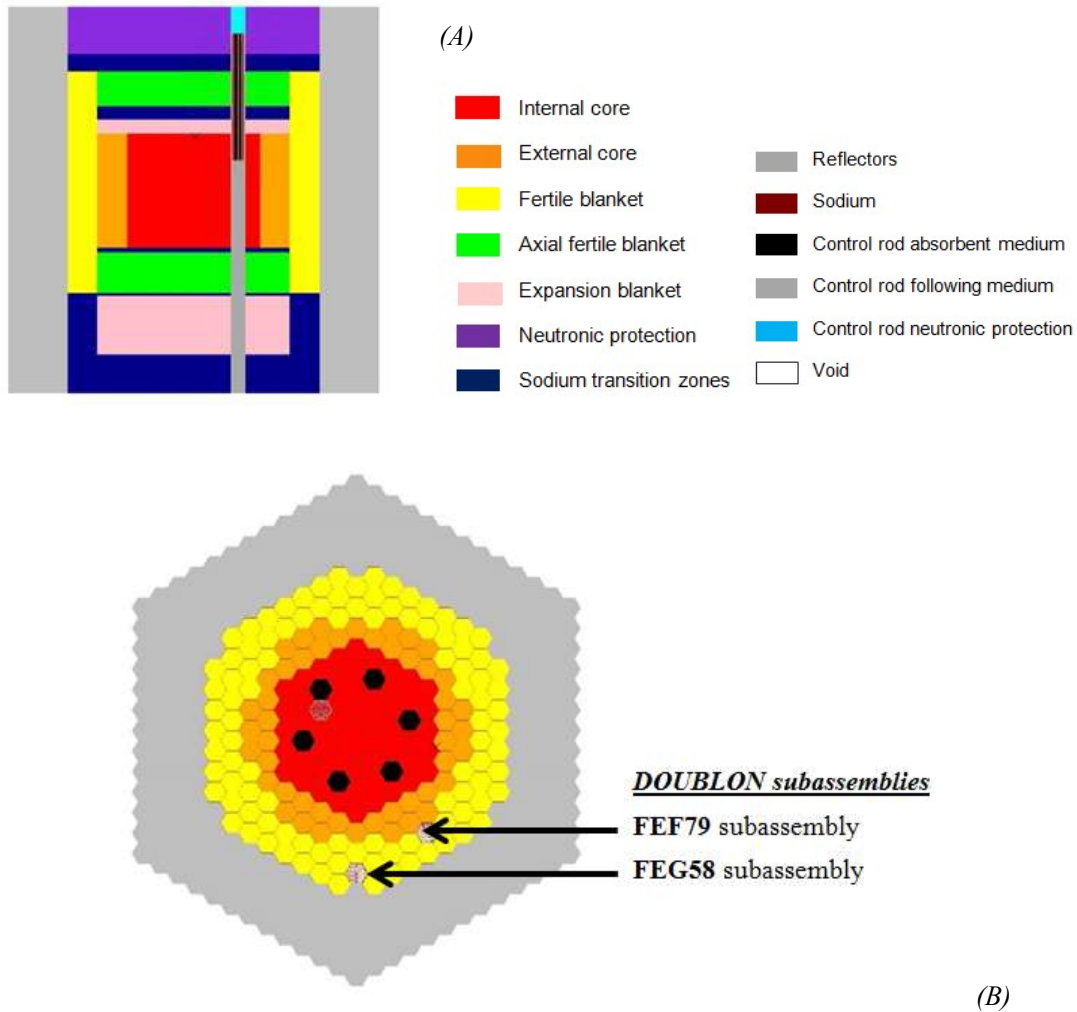 (A)
Internal core
External core
Fertile blanket
Axial fertile blanket
Expansion blanket
Neutronic protection
Sodium transition zones
Reflectors
Sodium
Control rod absorbent medium
Control rod following medium
Control rod neutronic protection
Void
DOUBLON subassemblies
FEF79 subassembly
FEG58 subassembly
(B)